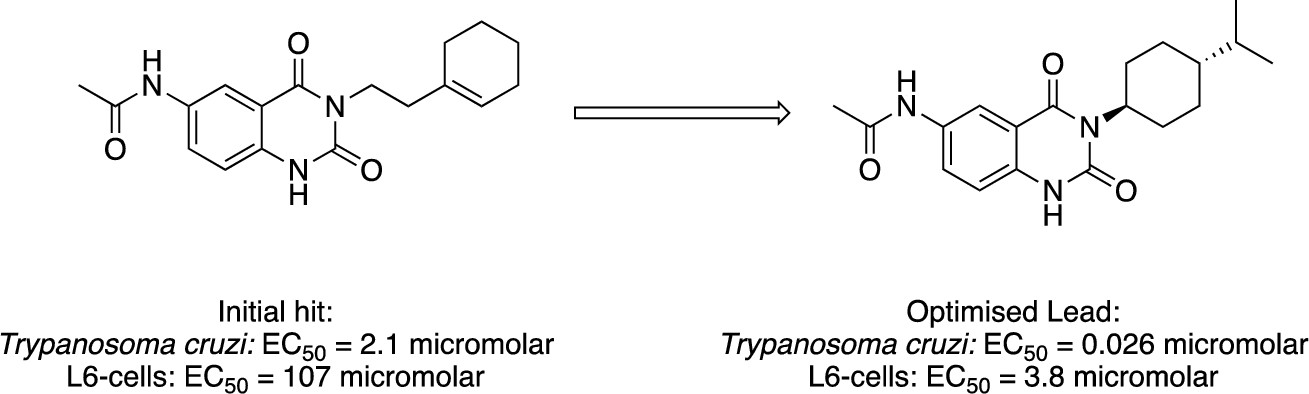 H
N
O
O
N
N
H
O
H
N
O
O
N
N
H
O
Initial hit:
Trypanosoma cruzi: EC50 = 2.1 micromolar
L6-cells: EC50 = 107 micromolar
Optimised Lead:
Trypanosoma cruzi: EC50 = 0.026 micromolar
L6-cells: EC50 = 3.8 micromolar